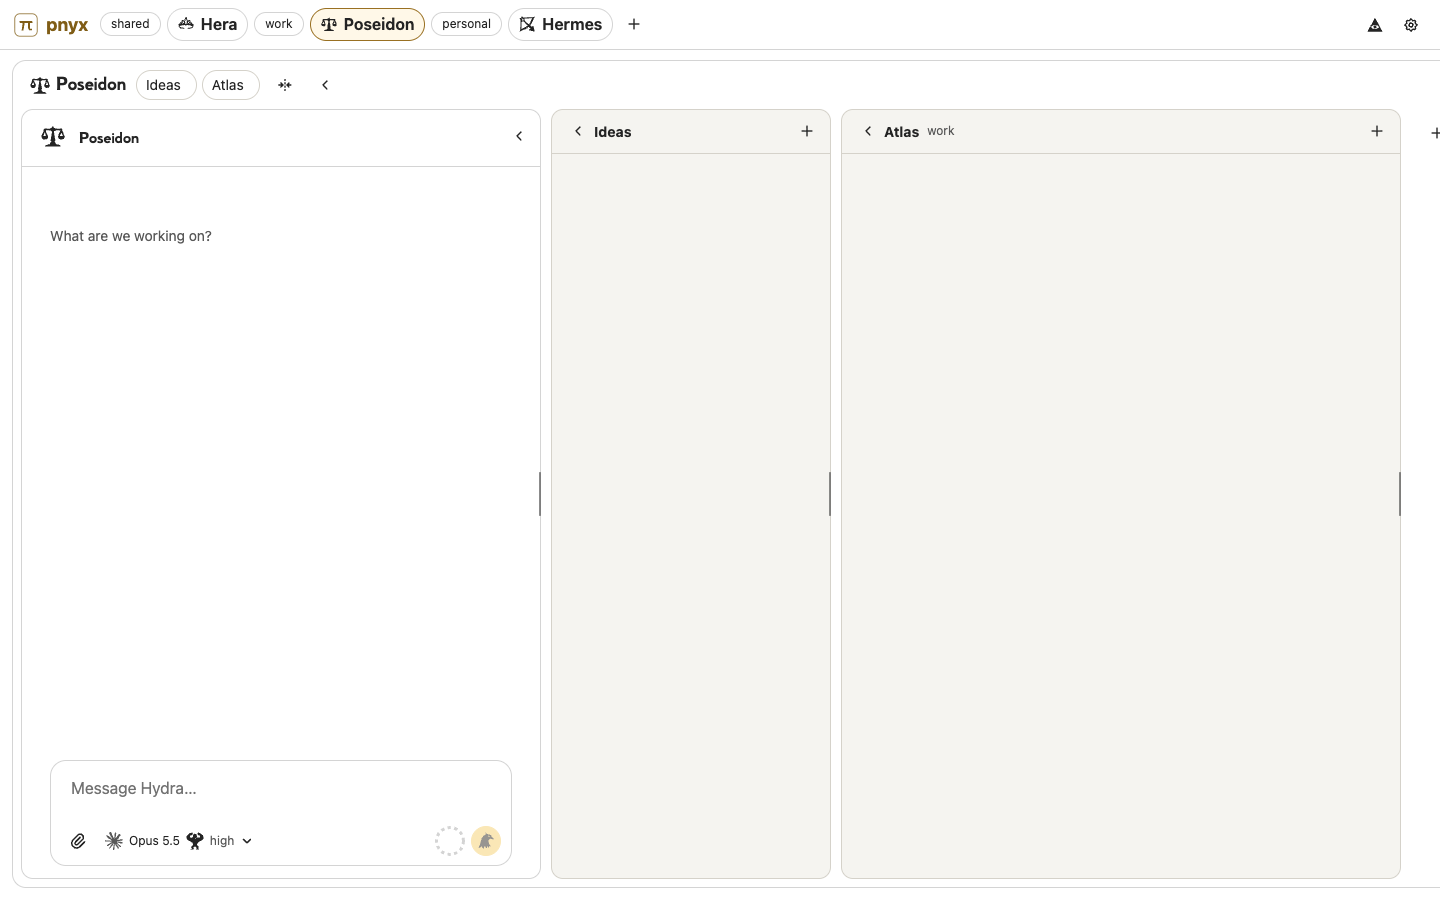 π pnyx shared Hera work Poseidon personal Hermes
Poseidon Ideas Atlas
Poseidon
Ideas
Atlas work
What are we working on?
Message Hydra...
Opus 5.5 high